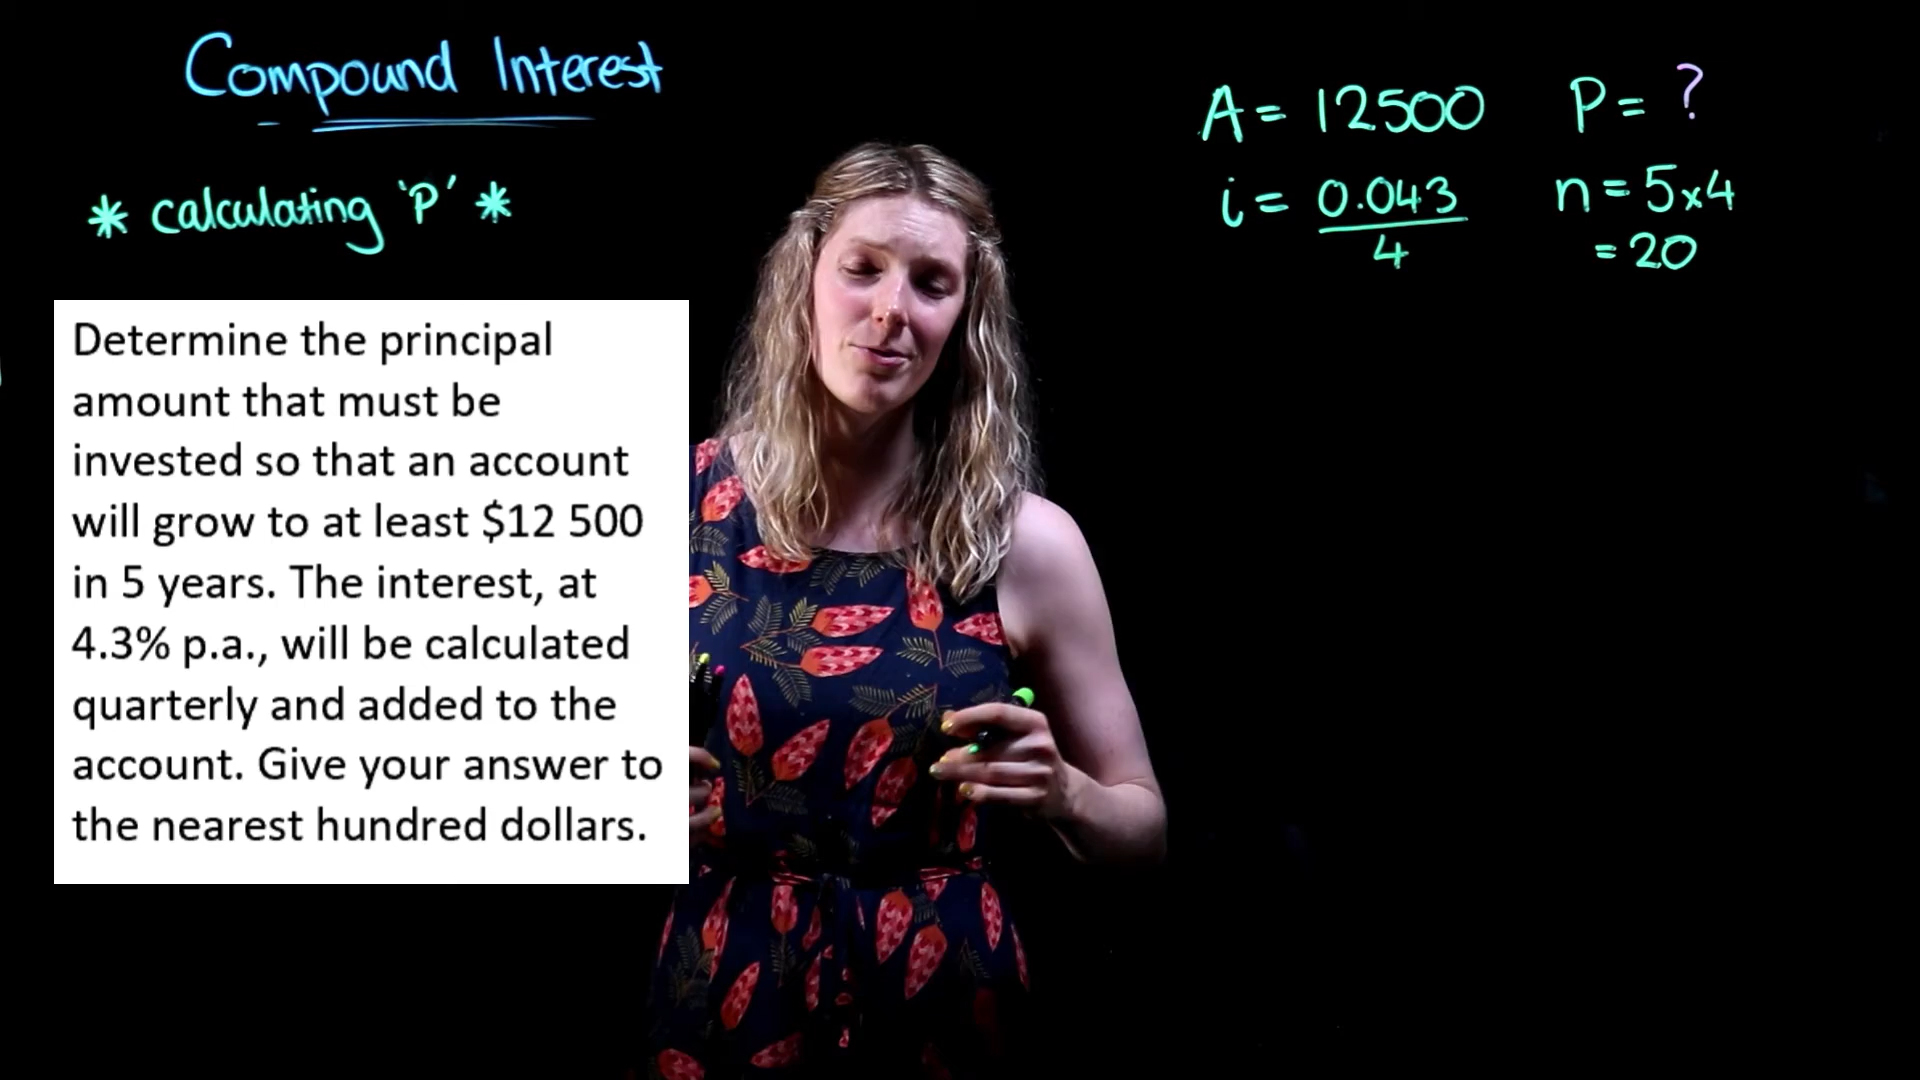 Compound Interest
* calculating 'P' *
Determine the principal
amount that must be
invested so that an account
will grow to at least $12 500
in 5 years. The interest, at
4.3% p.a., will be calculated
quarterly and added to the
account. Give your answer to
the nearest hundred dollars.
A = 12500 P = ?
i = 0.043 n = 5x4
4 = 20